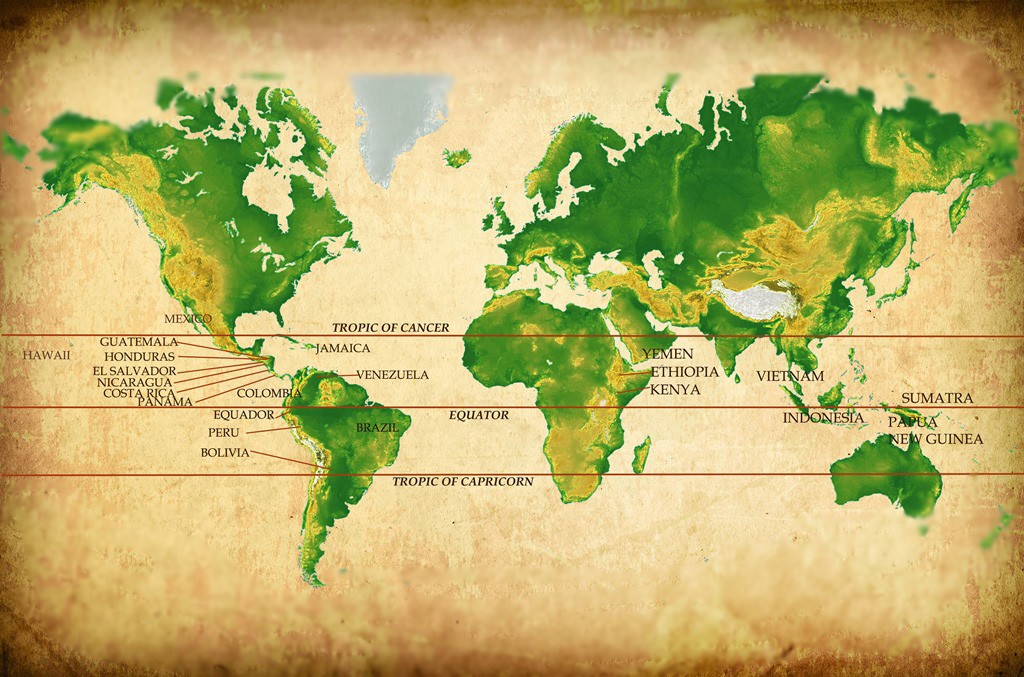 MEXICO
TROPIC OF CANCER
GUATEMALA
JAMAICA
HAWAII
HONDURAS
YEMEN
EL SALVADOR
ETHIOPIA
VENEZUELA
VIETNAM
NICARAGUA
KENYA
COSTA RICA
COLOMBIA
PANAMA
SUMATRA
EQUADOR
EQUATOR
INDONESIA
PAPUA
NEW GUINEA
BRAZIL
PERU
BOLIVIA
TROPIC OF CAPRICORN